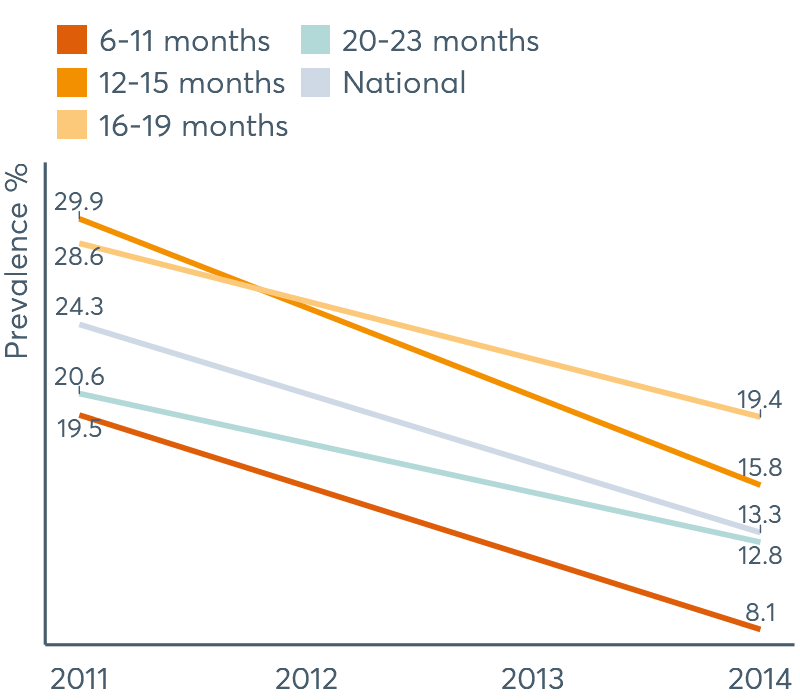 6-11 months
20-23 months
12-15 months
National
16-19 months
Prevalence %
29.9
28.6
24.3
20.6
19.5
19.4
15.8
13.3
12.8
8.1
2011
2012
2013
2014